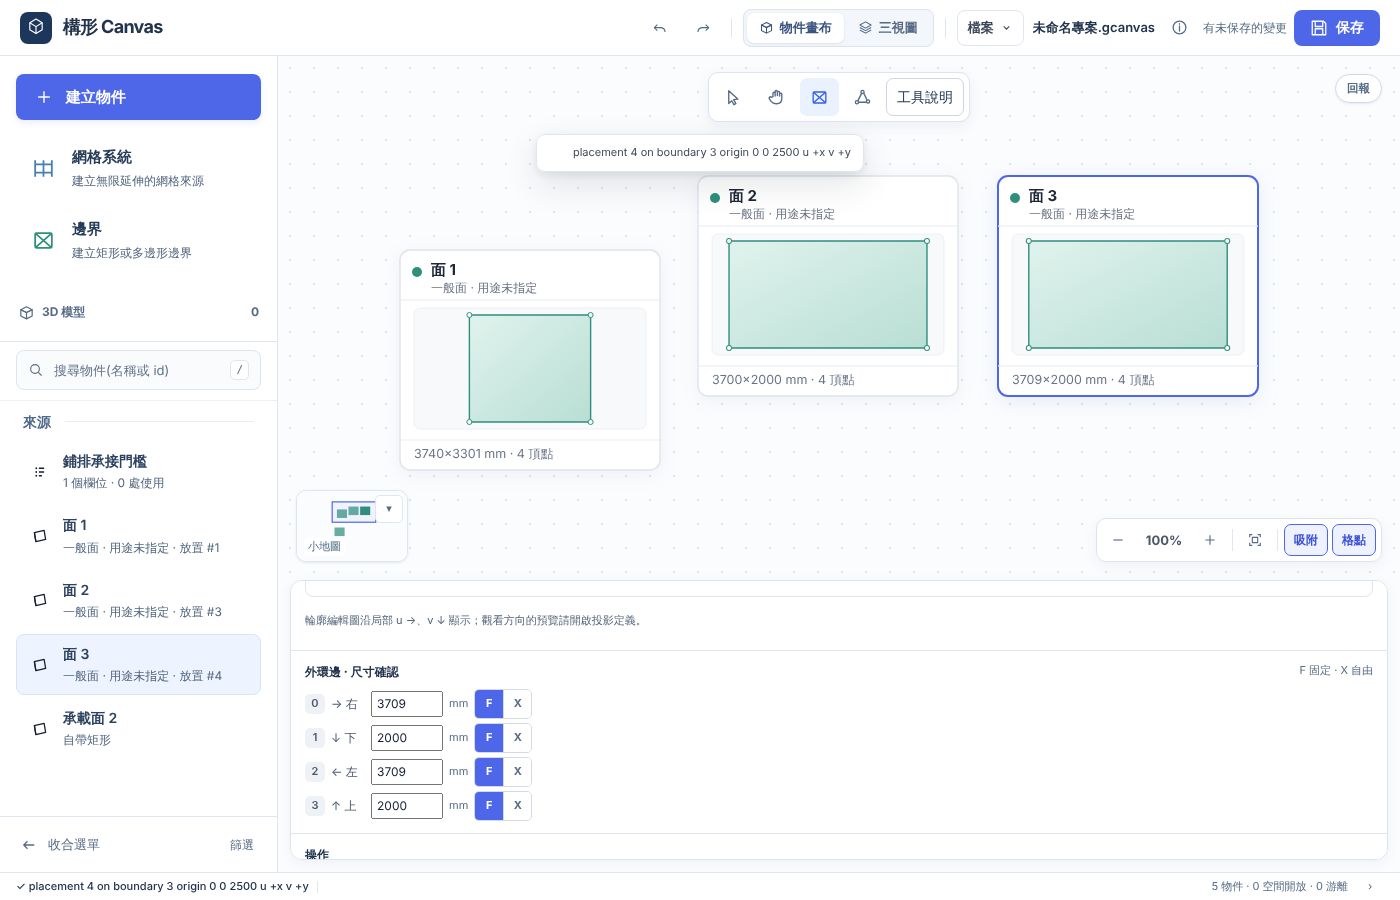 構形 Canvas
物件畫布
三視圖
檔案
未命名專案.gcanvas
有未保存的變更
保存
建立物件
網格系統
建立無限延伸的網格來源
邊界
建立矩形或多邊形邊界
3D 模型
0
搜尋物件(名稱或 id)
/
來源
鋪排承接門檻
1 個欄位 · 0 處使用
面 1
一般面 · 用途未指定 · 放置 #1
面 2
一般面 · 用途未指定 · 放置 #3
面 3
一般面 · 用途未指定 · 放置 #4
承載面 2
自帶矩形
← 收合選單
篩選
工具說明
回報
placement 4 on boundary 3 origin 0 0 2500 u +x v +y
面 1
一般面 · 用途未指定
3740×3301 mm · 4 頂點
面 2
一般面 · 用途未指定
3700×2000 mm · 4 頂點
面 3
一般面 · 用途未指定
3709×2000 mm · 4 頂點
小地圖
100%
吸附
格點
輪廓編輯圖沿局部 u →、v ↓ 顯示；觀看方向的預覽請開啟投影定義。
外環邊 · 尺寸確認
F 固定 · X 自由
0 → 右 3709 mm F X
1 ↓ 下 2000 mm F X
2 ← 左 3709 mm F X
3 ↑ 上 2000 mm F X
操作
✓ placement 4 on boundary 3 origin 0 0 2500 u +x v +y
5 物件 · 0 空間開放 · 0 游離